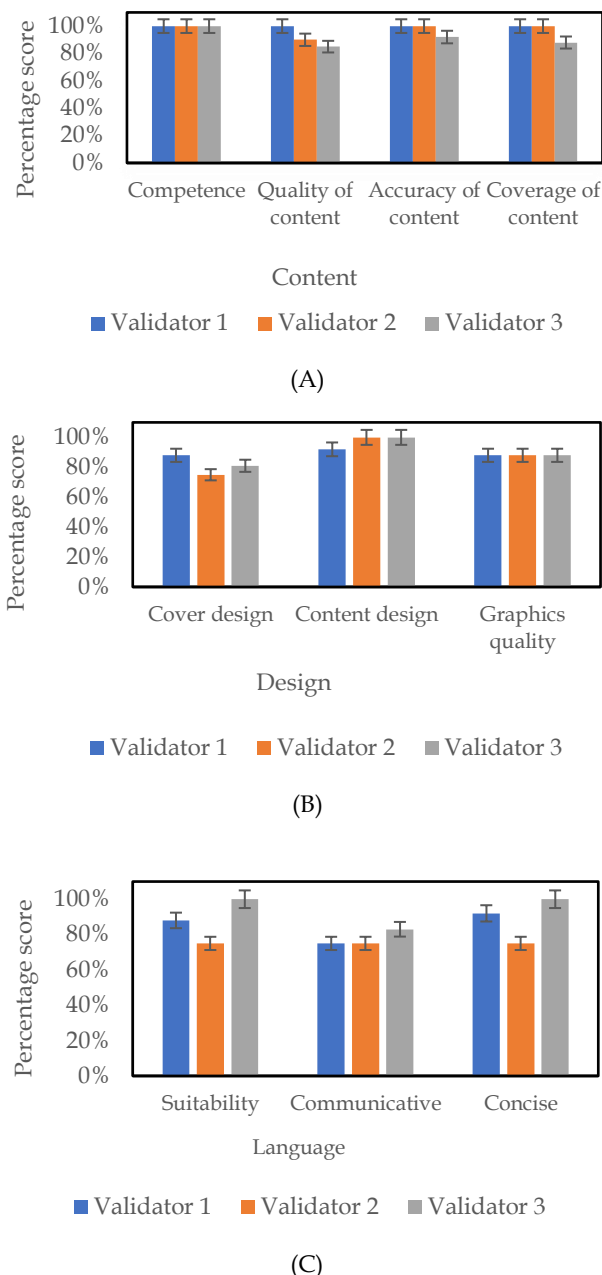 Percentage score
100%
80%
60%
40%
20%
0%
Competence Quality of Accuracy of Coverage of
content content content
Content
Validator 1 Validator 2 Validator 3
(A)
Percentage score
100%
80%
60%
40%
20%
0%
Cover design Content design Graphics
quality
Design
Validator 1 Validator 2 Validator 3
(B)
Percentage score
100%
80%
60%
40%
20%
0%
Suitability Communicative Concise
Language
Validator 1 Validator 2 Validator 3
(C)